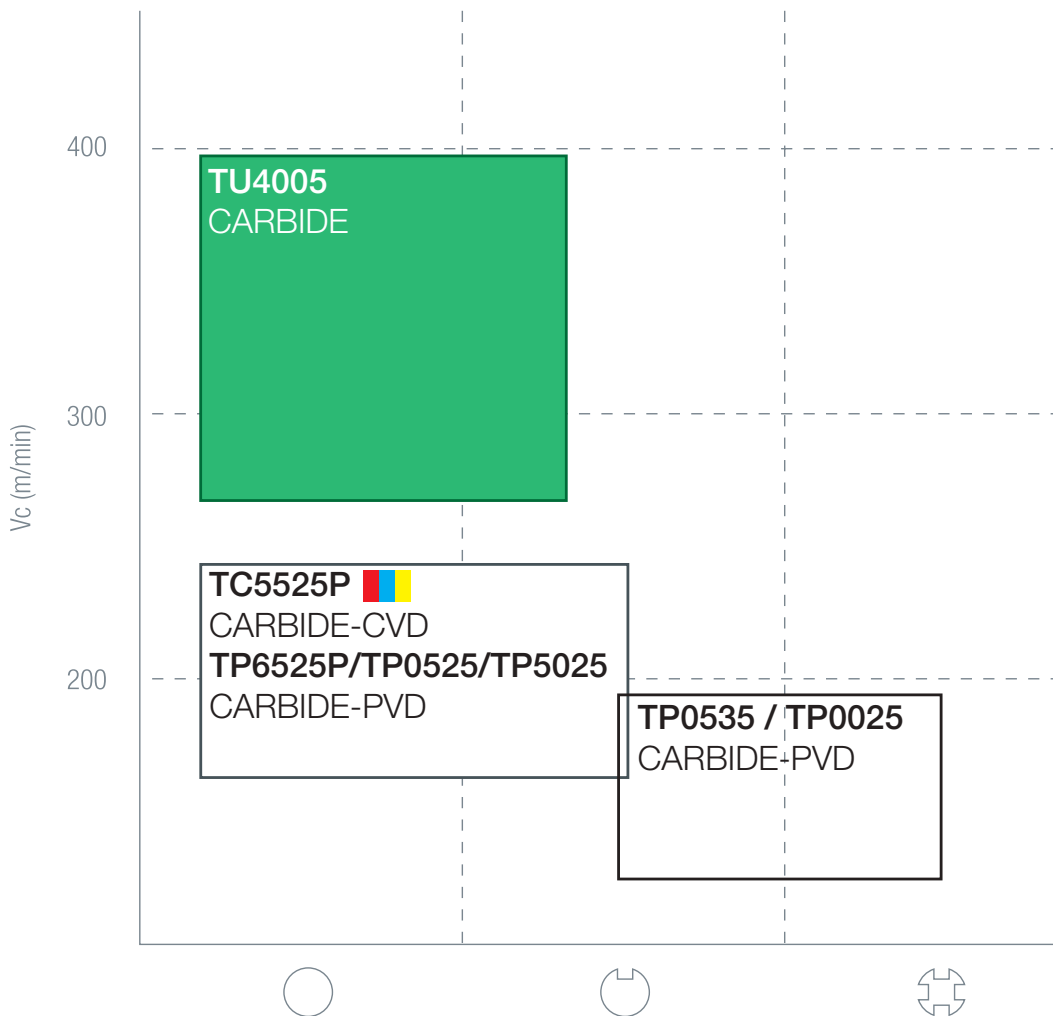 400
TU4005
CARBIDE
300
Vc (m/min)
TC5525P
CARBIDE-CVD
TP6525P/TP0525/TP5025
CARBIDE-PVD
200
TP0535 / TP0025
CARBIDE-PVD